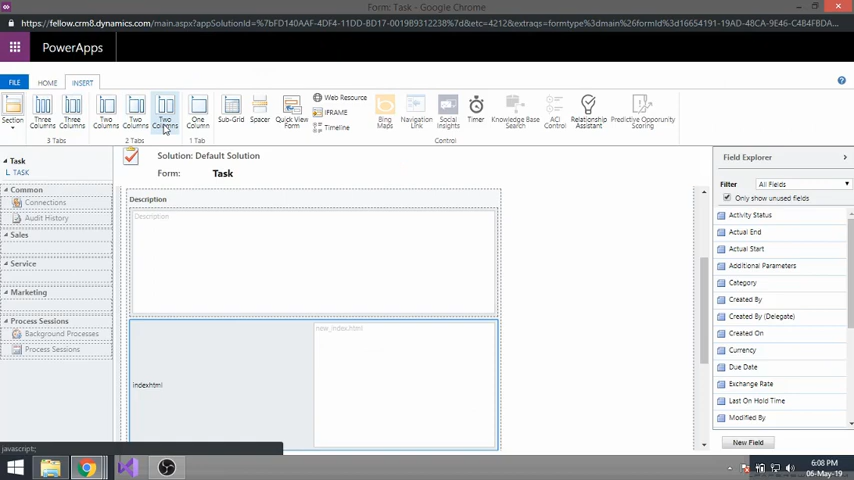 Form: Task - Google Chrome
fellow.crm8.dynamics.com/main.aspx?appSolutionId=%7bFD140AAF-4DF4-11DD-BD17-0019B9312238%7d&etc=4212&extraqs=formtype%3dmain%26formId%3d16654191-19AD-4AC0-9E46-C4B4FBDA...
PowerApps
FILE
HOME
INSERT
Section
Three Columns
Three Columns
Two Columns
Two Columns
Two Columns
One Column
Sub-Grid
Spacer
Quick View Form
Web Resource
IFRAME
Timeline
Bing Maps
Navigation Link
Social Insights
Timer
Knowledge Base Search
ACI Control
Relationship Assistant
Predictive Opportunity Scoring
3 Tabs
2 Tabs
1 Tab
Control
Task
TASK
Common
Connections
Audit History
Sales
Service
Marketing
Process Sessions
Background Processes
Process Sessions
Solution: Default Solution
Form: Task
Description
Description
new_index.html
indexhtml
Field Explorer
Filter
All Fields
Only show unused fields
Activity Status
Actual End
Actual Start
Additional Parameters
Category
Created By
Created By (Delegate)
Created On
Currency
Due Date
Exchange Rate
Last On Hold Time
Modified By
New Field
javascript:;
6:08 PM
06-May-19